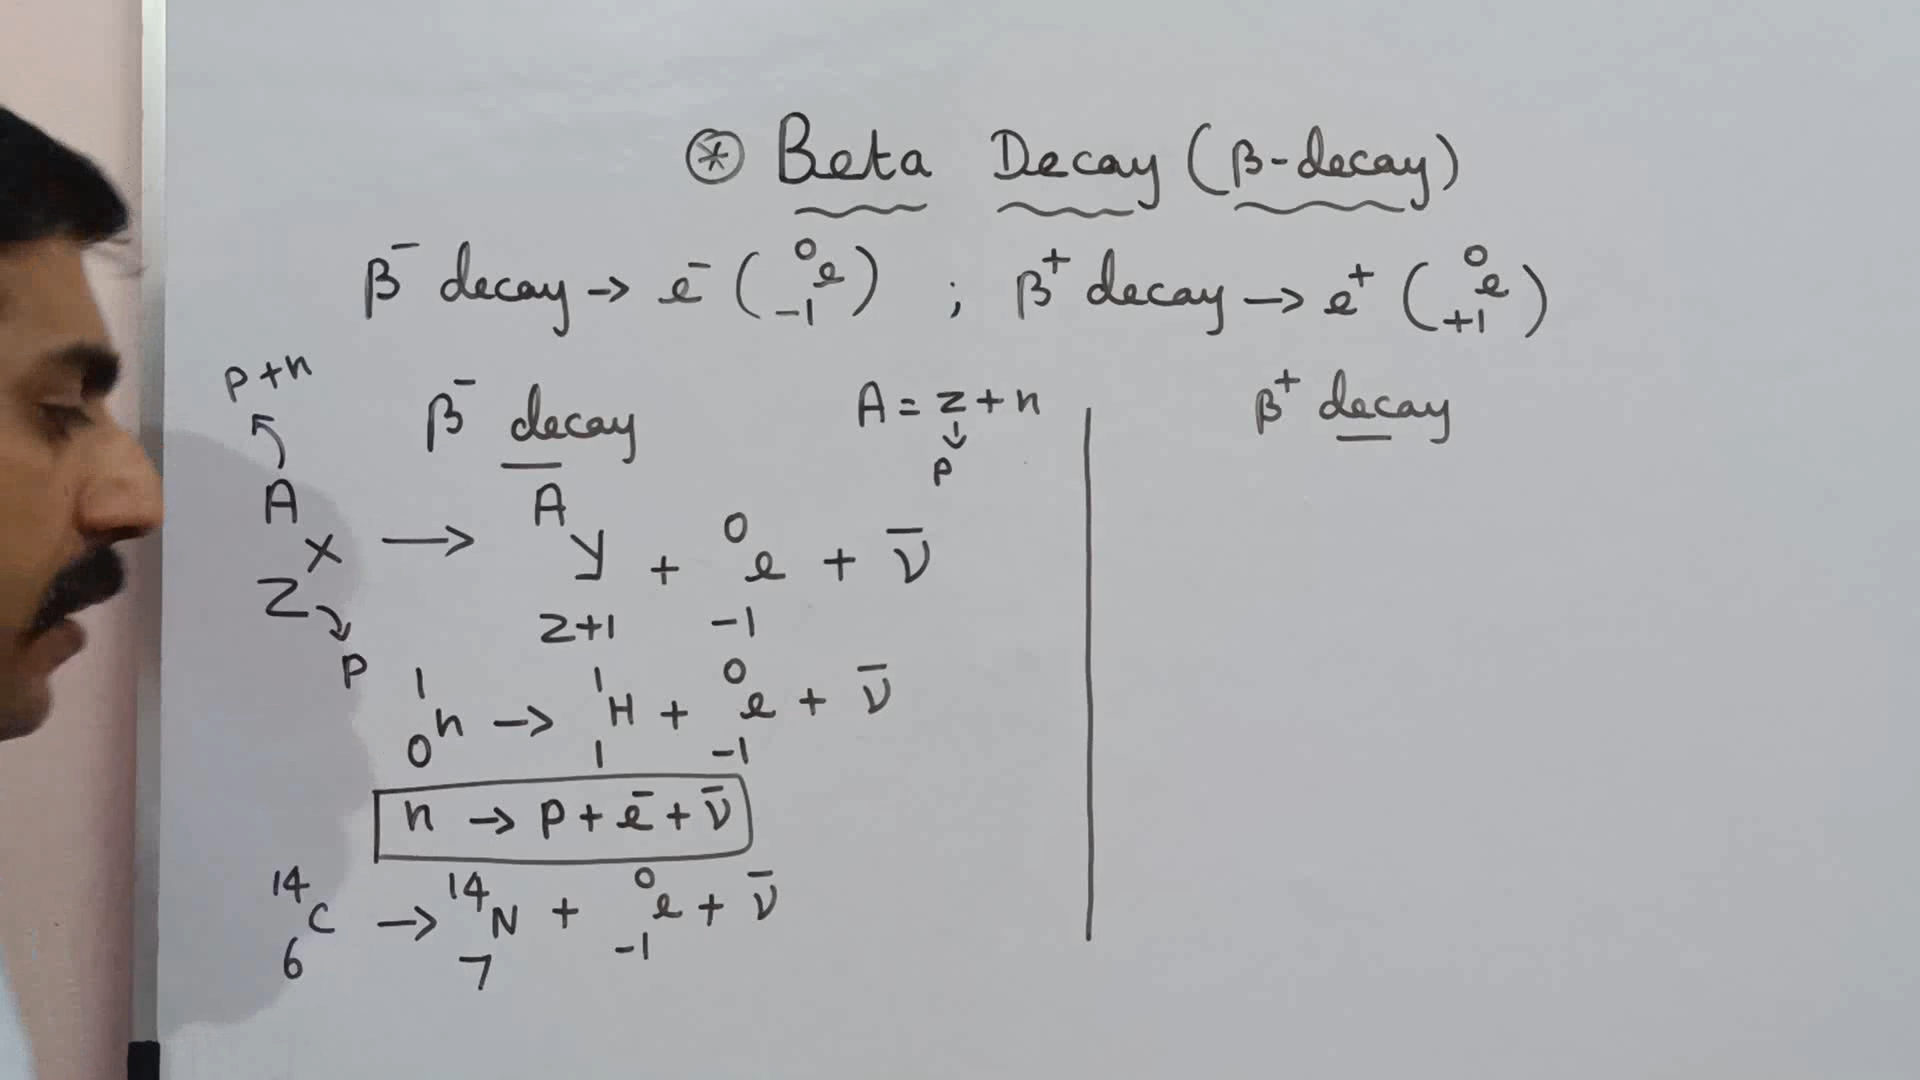 ⊛ Beta Decay (β-decay)
β⁻ decay → e⁻ (⁰₋₁e) ; β⁺ decay → e⁺ (⁰₊₁e)
p+n
β⁻ decay
A = z + n
p
β⁺ decay
ᴬ_Z X → ᴬ_Z+1 y + ⁰₋₁e + ν̄
p
¹₀n → ¹₁H + ⁰₋₁e + ν̄
n → p + e⁻ + ν̄
¹⁴₆C → ¹⁴₇N + ⁰₋₁e + ν̄